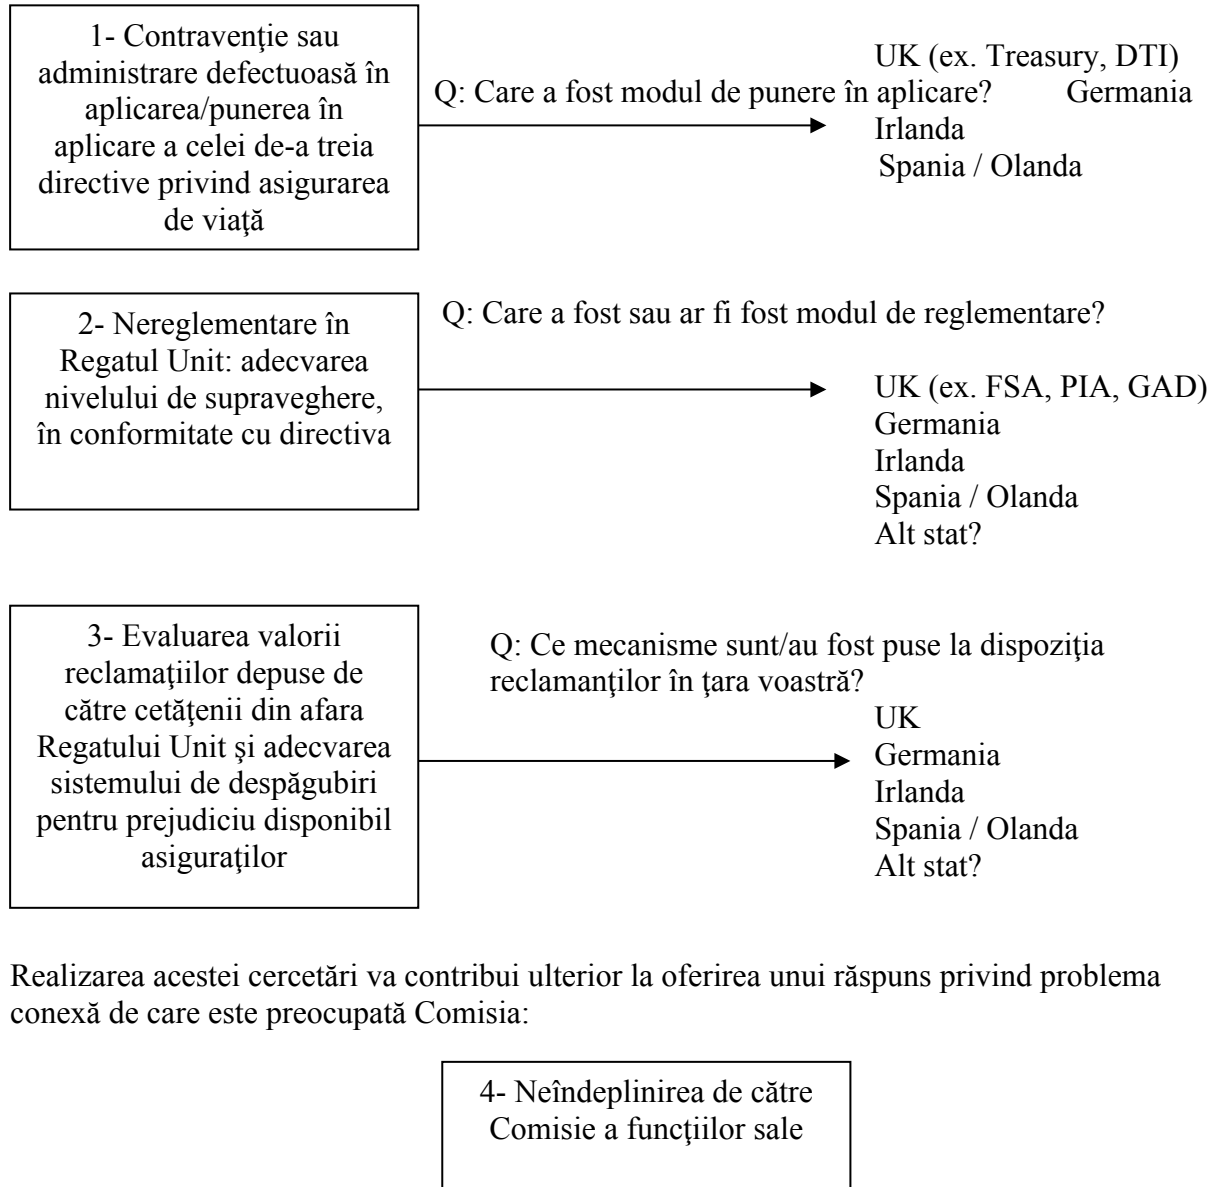 1- Contravenţie sau
administrare defectuoasă în
aplicarea/punerea în
aplicare a celei de-a treia
directive privind asigurarea
de viaţă
UK (ex. Treasury, DTI)
Q: Care a fost modul de punere în aplicare? Germania
Irlanda
Spania / Olanda
2- Nereglementare în
Regatul Unit: adecvarea
nivelului de supraveghere,
în conformitate cu directiva
Q: Care a fost sau ar fi fost modul de reglementare?
UK (ex. FSA, PIA, GAD)
Germania
Irlanda
Spania / Olanda
Alt stat?
3- Evaluarea valorii
reclamaţiilor depuse de
către cetăţenii din afara
Regatului Unit şi adecvarea
sistemului de despăgubiri
pentru prejudiciu disponibil
asiguraţilor
Q: Ce mecanisme sunt/au fost puse la dispoziţia
reclamanţilor în ţara voastră?
UK
Germania
Irlanda
Spania / Olanda
Alt stat?
Realizarea acestei cercetări va contribui ulterior la oferirea unui răspuns privind problema
conexă de care este preocupată Comisia:
4- Neîndeplinirea de către
Comisie a funcţiilor sale